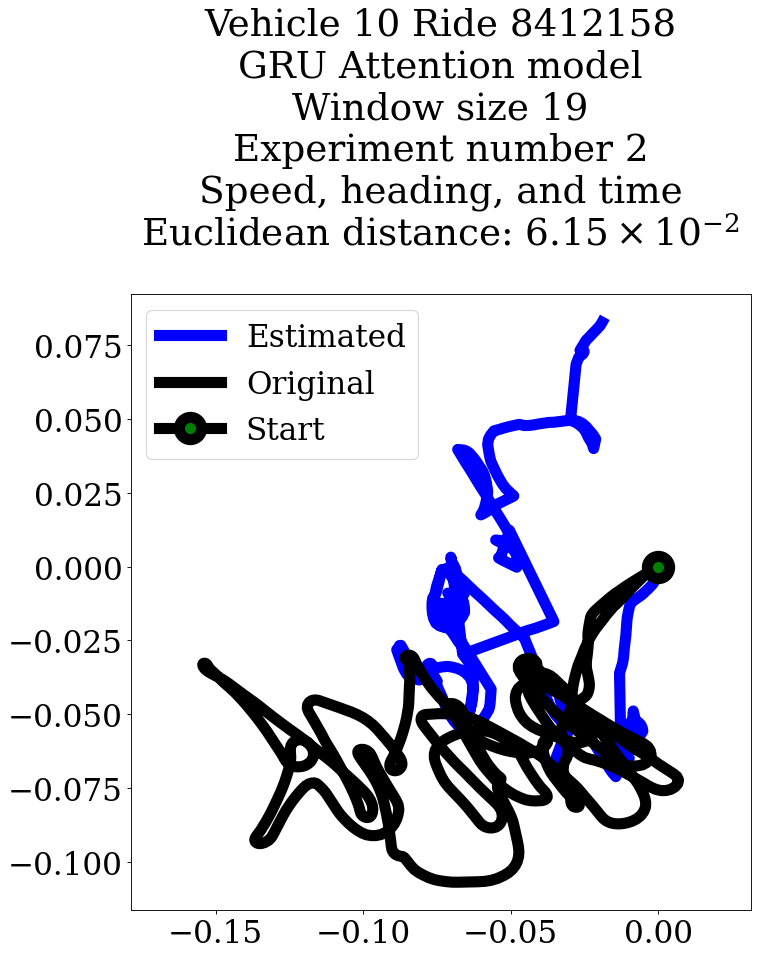 Vehicle 10 Ride 8412158
GRU Attention model
Window size 19
Experiment number 2
Speed, heading, and time
Euclidean distance: 6.15 × 10⁻²
Estimated
Original
Start
0.075
0.050
0.025
0.000
−0.025
−0.050
−0.075
−0.100
−0.15 −0.10 −0.05 0.00